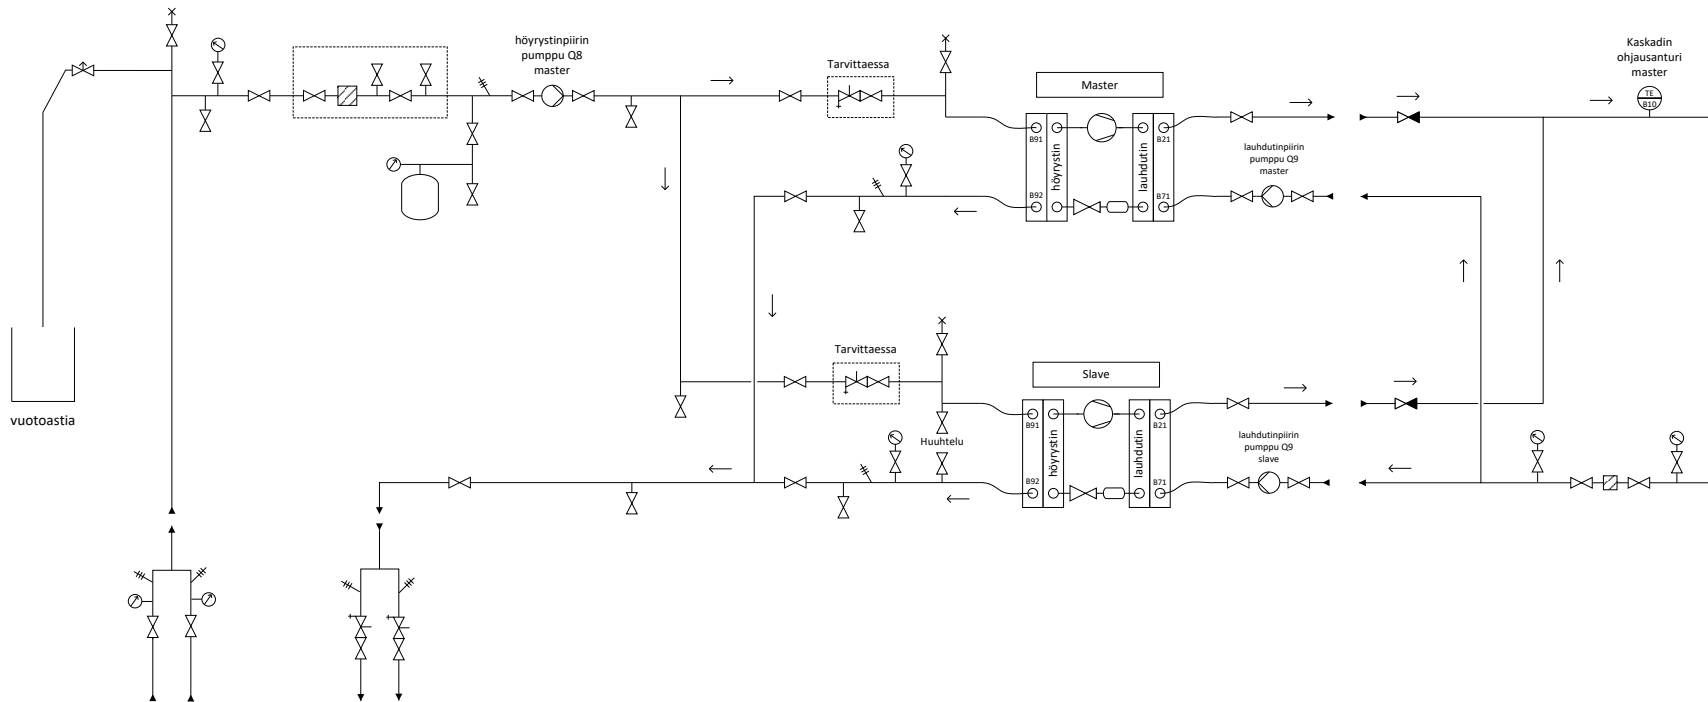 höyrystinpiirin
pumppu Q8
master
Tarvittaessa
Master
Kaskadin
ohjausanturi
master
TE
B10
B91
höyrystin
lauhdutin
B21
B92
B71
lauhdutinpiirin
pumppu Q9
master
vuotoastia
Tarvittaessa
Slave
Huuhtelu
B91
höyrystin
lauhdutin
B21
B92
B71
lauhdutinpiirin
pumppu Q9
slave